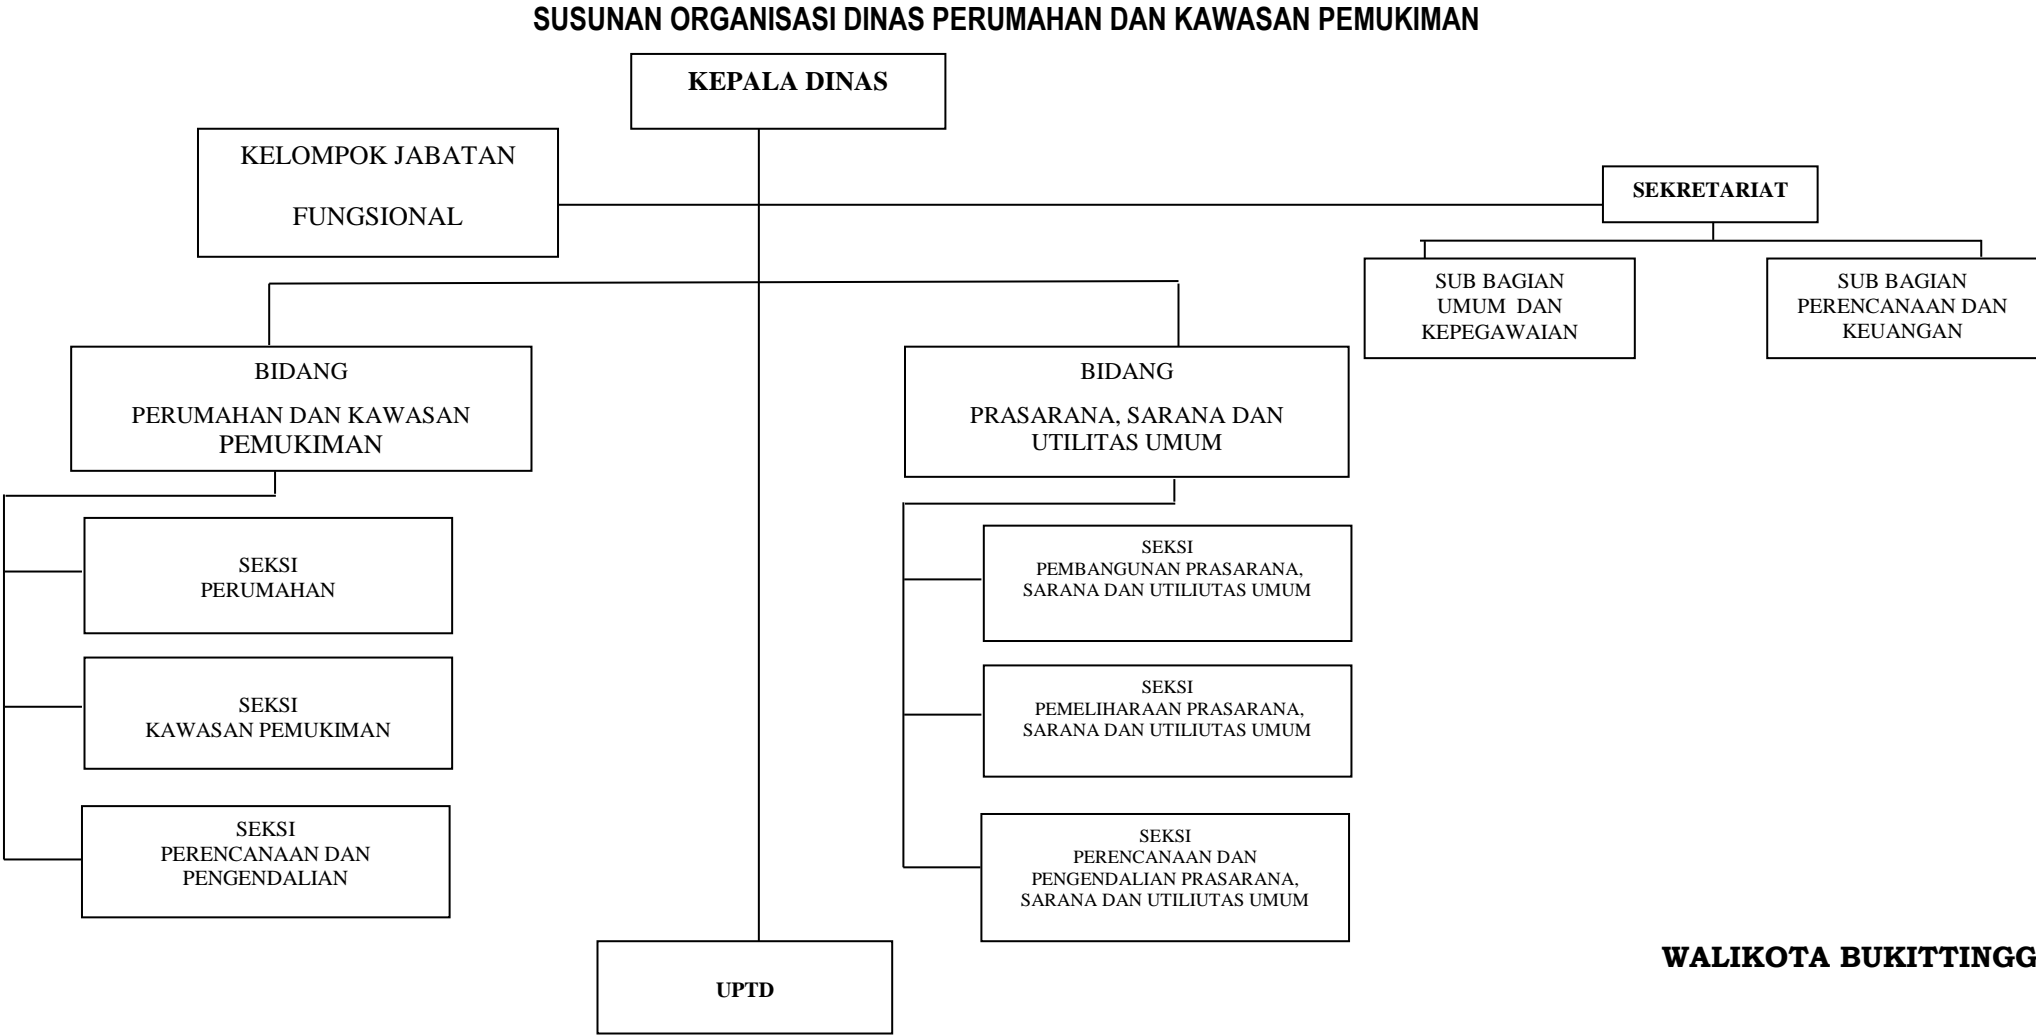 SUSUNAN ORGANISASI DINAS PERUMAHAN DAN KAWASAN PEMUKIMAN
KEPALA DINAS
KELOMPOK JABATAN
FUNGSIONAL
SEKRETARIAT
SUB BAGIAN
UMUM DAN
KEPEGAWAIAN
SUB BAGIAN
PERENCANAAN DAN
KEUANGAN
BIDANG
PERUMAHAN DAN KAWASAN
PEMUKIMAN
BIDANG
PRASARANA, SARANA DAN
UTILITAS UMUM
SEKSI
PERUMAHAN
SEKSI
KAWASAN PEMUKIMAN
SEKSI
PERENCANAAN DAN
PENGENDALIAN
SEKSI
PEMBANGUNAN PRASARANA,
SARANA DAN UTILIUTAS UMUM
SEKSI
PEMELIHARAAN PRASARANA,
SARANA DAN UTILIUTAS UMUM
SEKSI
PERENCANAAN DAN
PENGENDALIAN PRASARANA,
SARANA DAN UTILIUTAS UMUM
UPTD
WALIKOTA BUKITTINGG